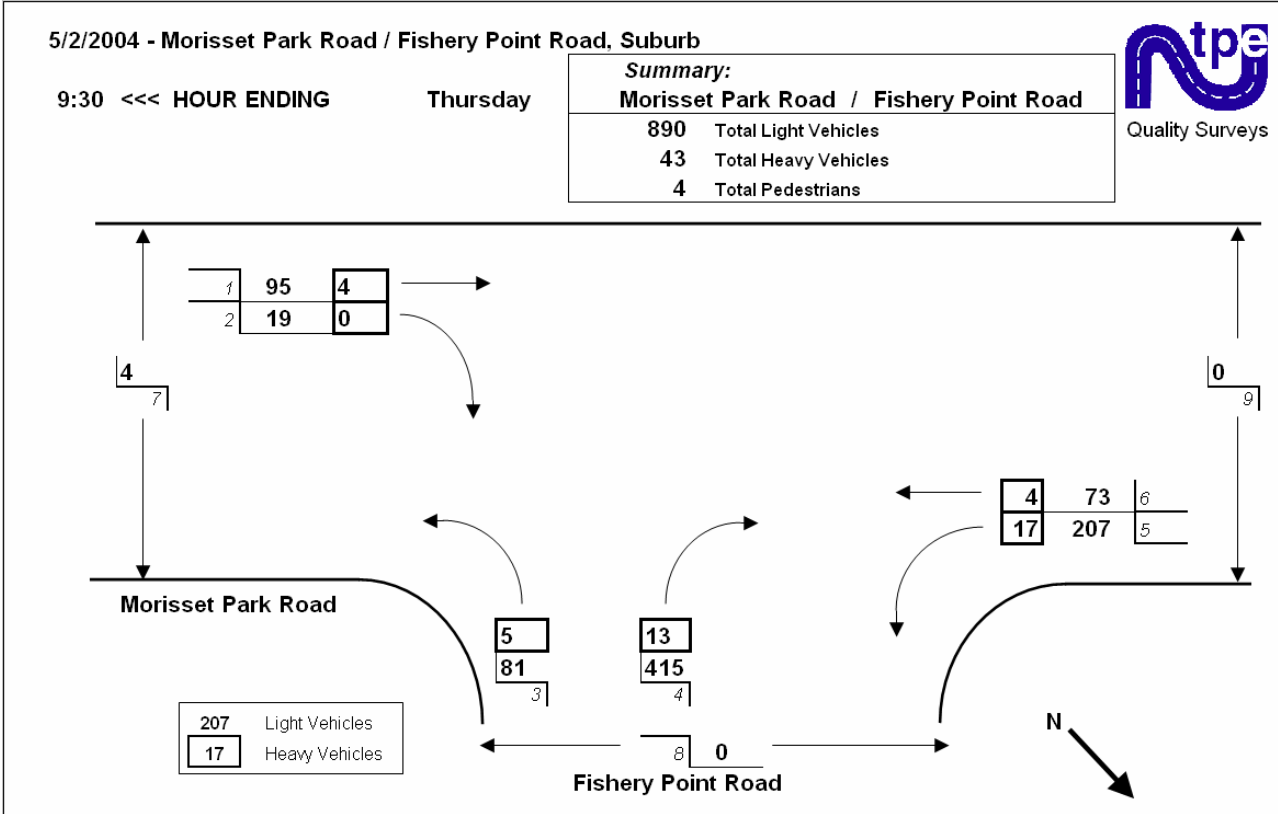 5/2/2004 - Morisset Park Road / Fishery Point Road, Suburb
tpe
Quality Surveys
9:30 <<< HOUR ENDING Thursday
Summary:
Morisset Park Road / Fishery Point Road
890 Total Light Vehicles
43 Total Heavy Vehicles
4 Total Pedestrians
1 95 4
2 19 0
4
7
0
9
4 73 6
17 207 5
Morisset Park Road
5
81
3
13
415
4
207 Light Vehicles
17 Heavy Vehicles
8 0
Fishery Point Road
N